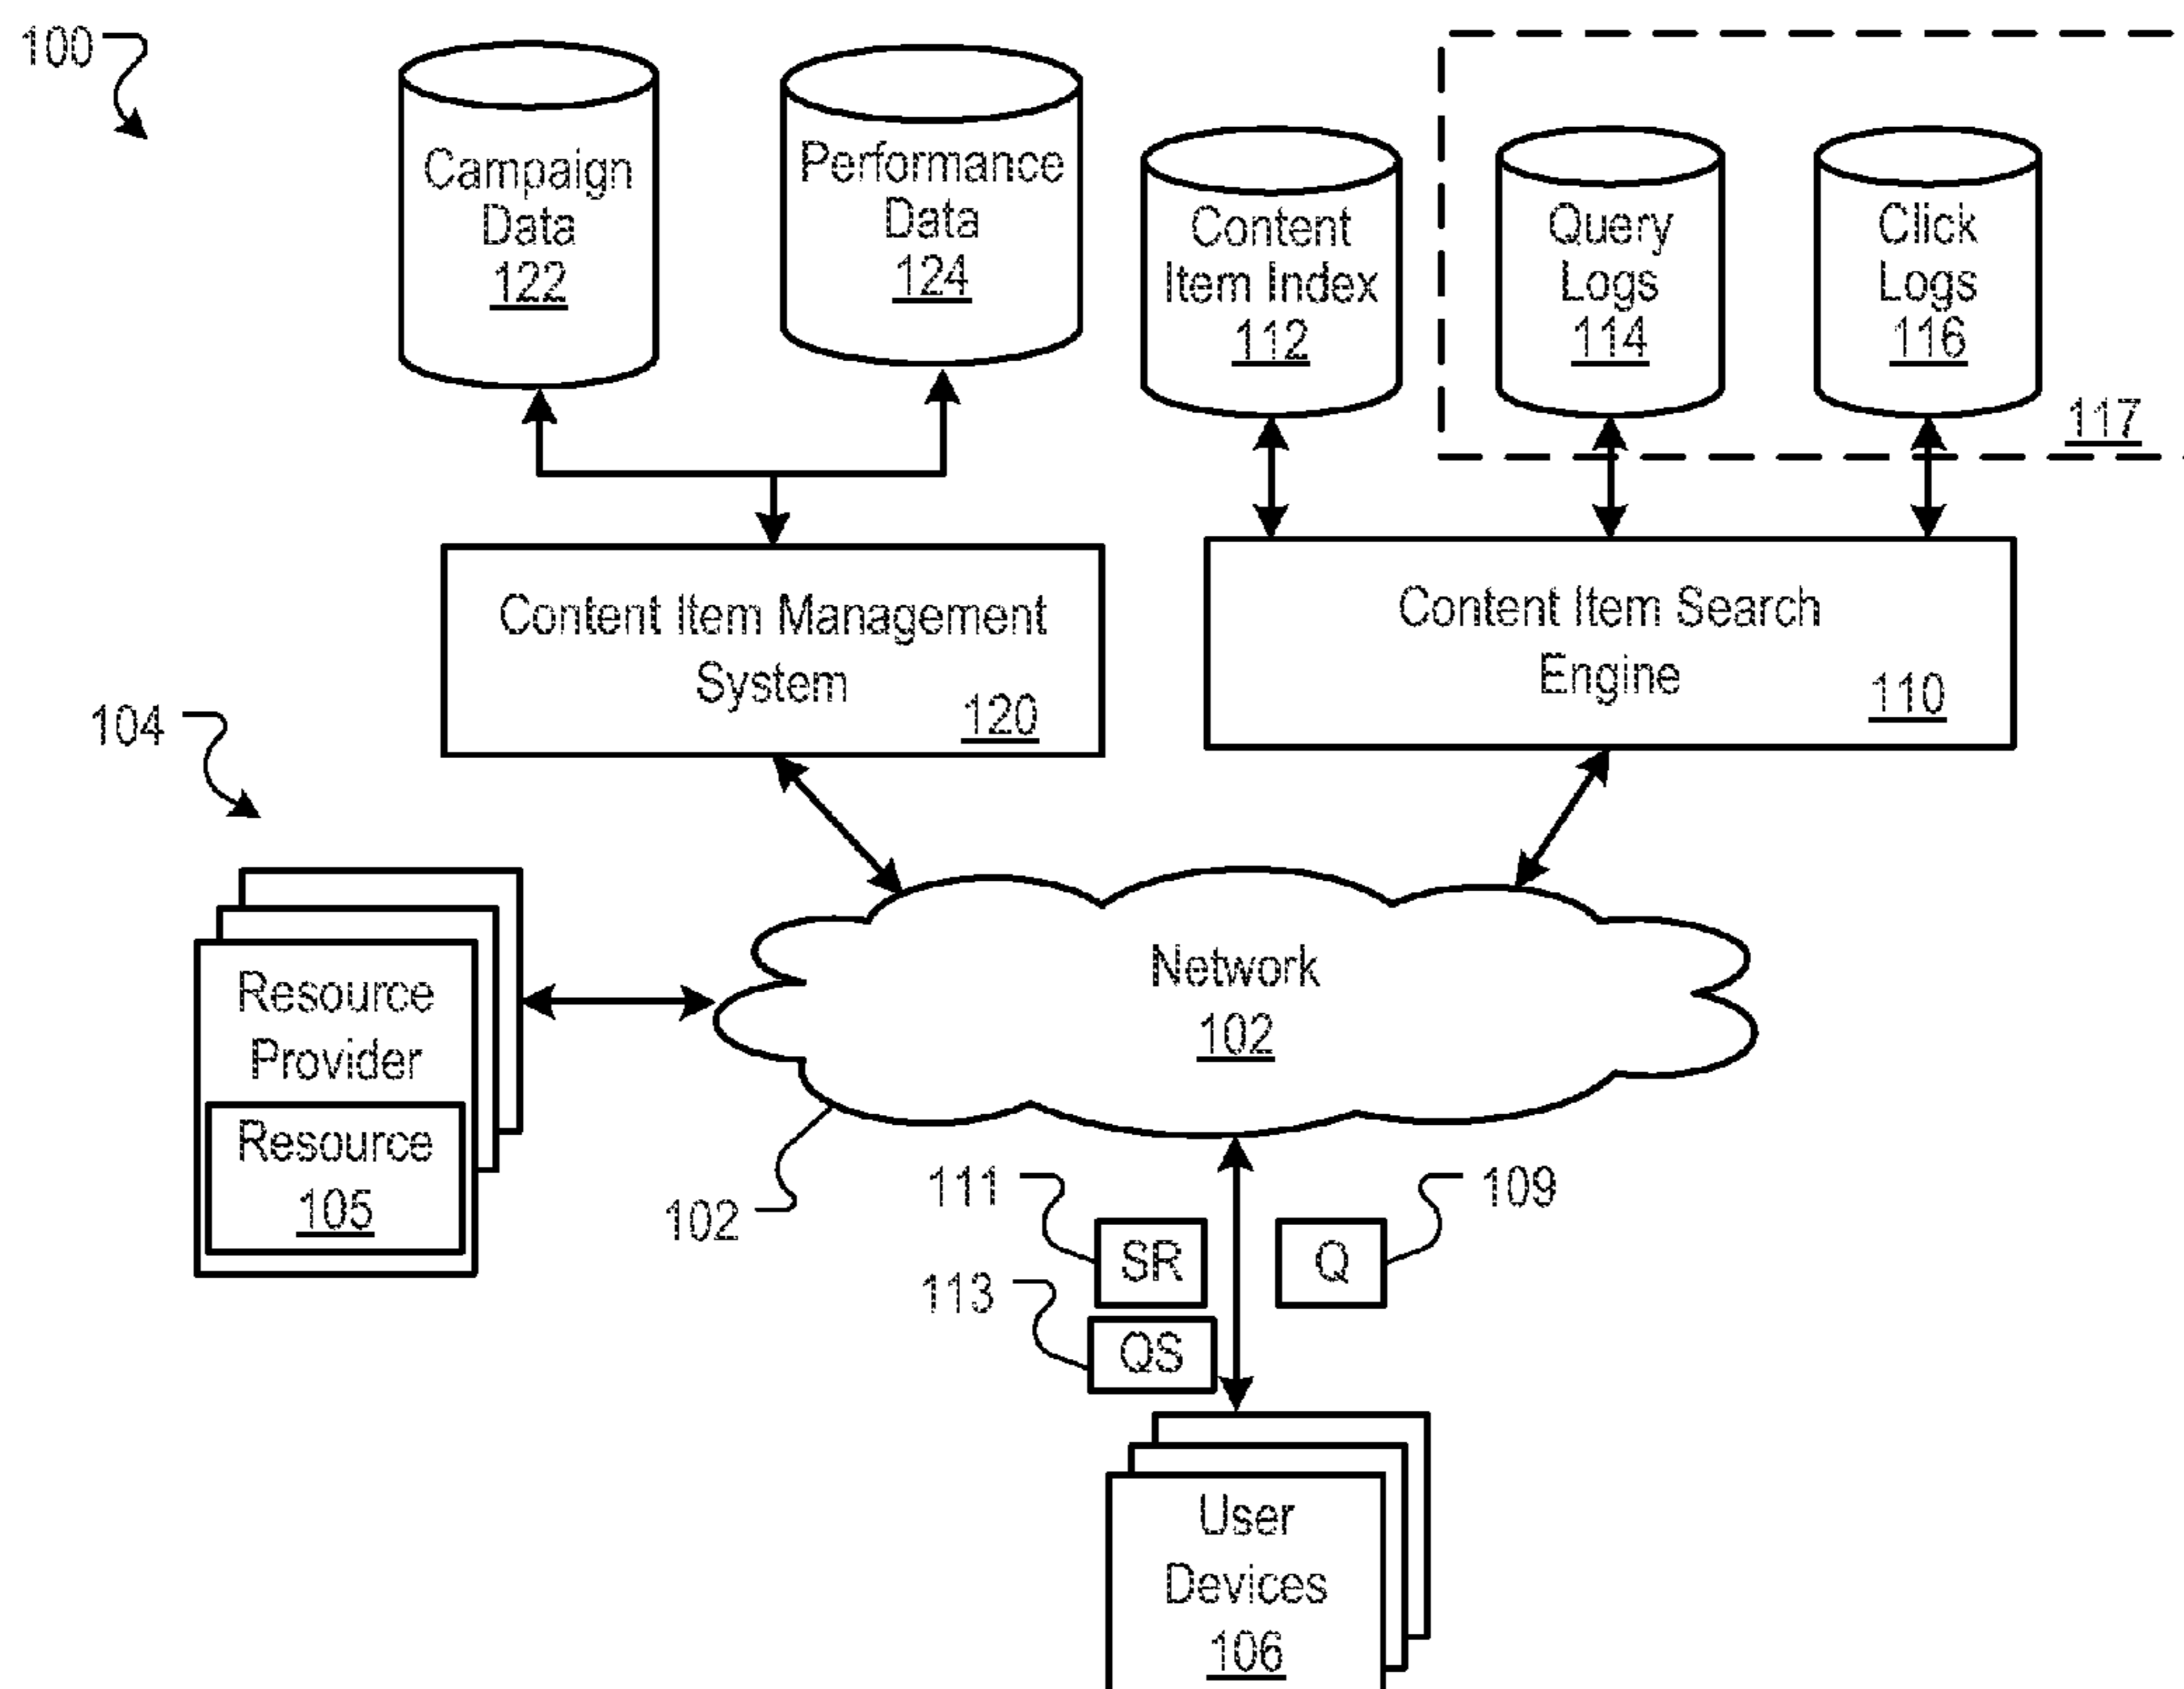 100
Campaign
Data
122
Performance
Data
124
Content
Item Index
112
Query
Logs
114
Click
Logs
116
117
Content Item Management
System
120
Content Item Search
Engine
110
104
Resource
Provider
Resource
105
Network
102
102
111
SR
Q
109
113
QS
User
Devices
106